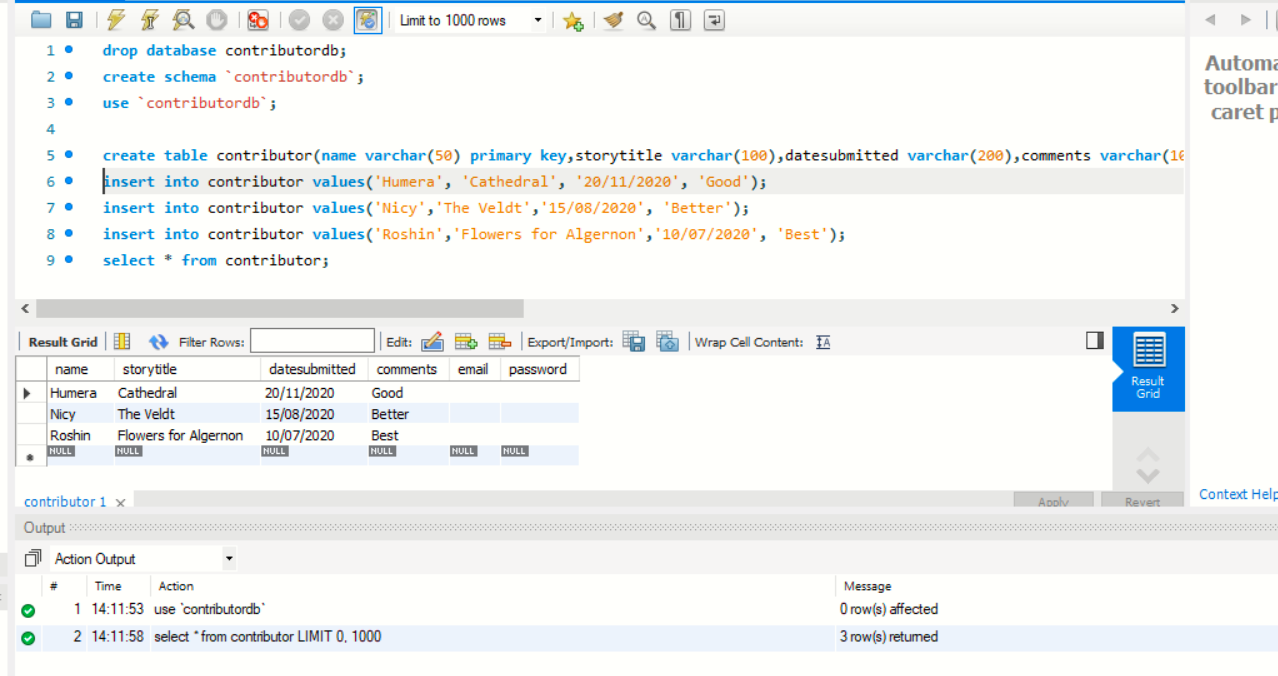 Limit to 1000 rows
1 drop database contributordb;
2 create schema `contributordb`;
3 use `contributordb`;
4
5 create table contributor(name varchar(50) primary key,storytitle varchar(100),datesubmitted varchar(200),comments varchar(10
6 insert into contributor values('Humera', 'Cathedral', '20/11/2020', 'Good');
7 insert into contributor values('Nicy','The Veldt','15/08/2020', 'Better');
8 insert into contributor values('Roshin','Flowers for Algernon','10/07/2020', 'Best');
9 select * from contributor;
Automa
toolbar
caret p
Result Grid Filter Rows: Edit: Export/Import: Wrap Cell Content: IA
name storytitle datesubmitted comments email password
Humera Cathedral 20/11/2020 Good
Nicy The Veldt 15/08/2020 Better
Roshin Flowers for Algernon 10/07/2020 Best
NULL NULL NULL NULL NULL NULL
Result
Grid
contributor 1 Apply Revert
Context Help
Output
Action Output
# Time Action Message
1 14:11:53 use `contributordb` 0 row(s) affected
2 14:11:58 select * from contributor LIMIT 0, 1000 3 row(s) returned